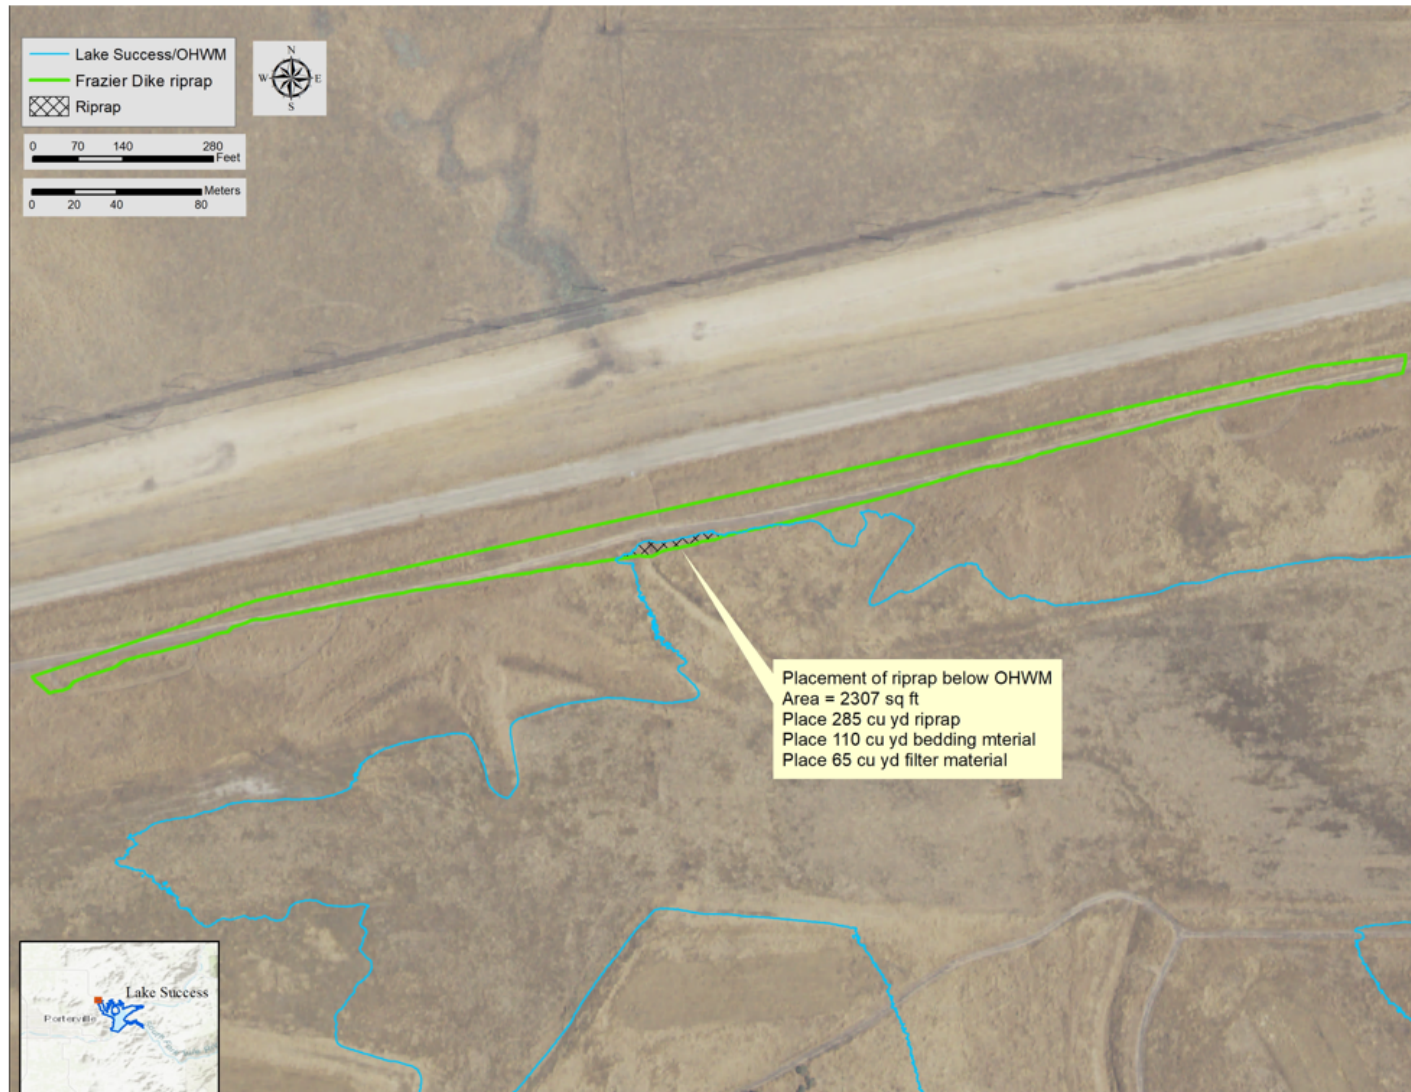 Lake Success/OHWM
Frazier Dike riprap
Riprap
N
W E
S
0 70 140 280
Feet
Meters
0 20 40 80
Placement of riprap below OHWM
Area = 2307 sq ft
Place 285 cu yd riprap
Place 110 cu yd bedding mterial
Place 65 cu yd filter material
Lake Success
Porterville